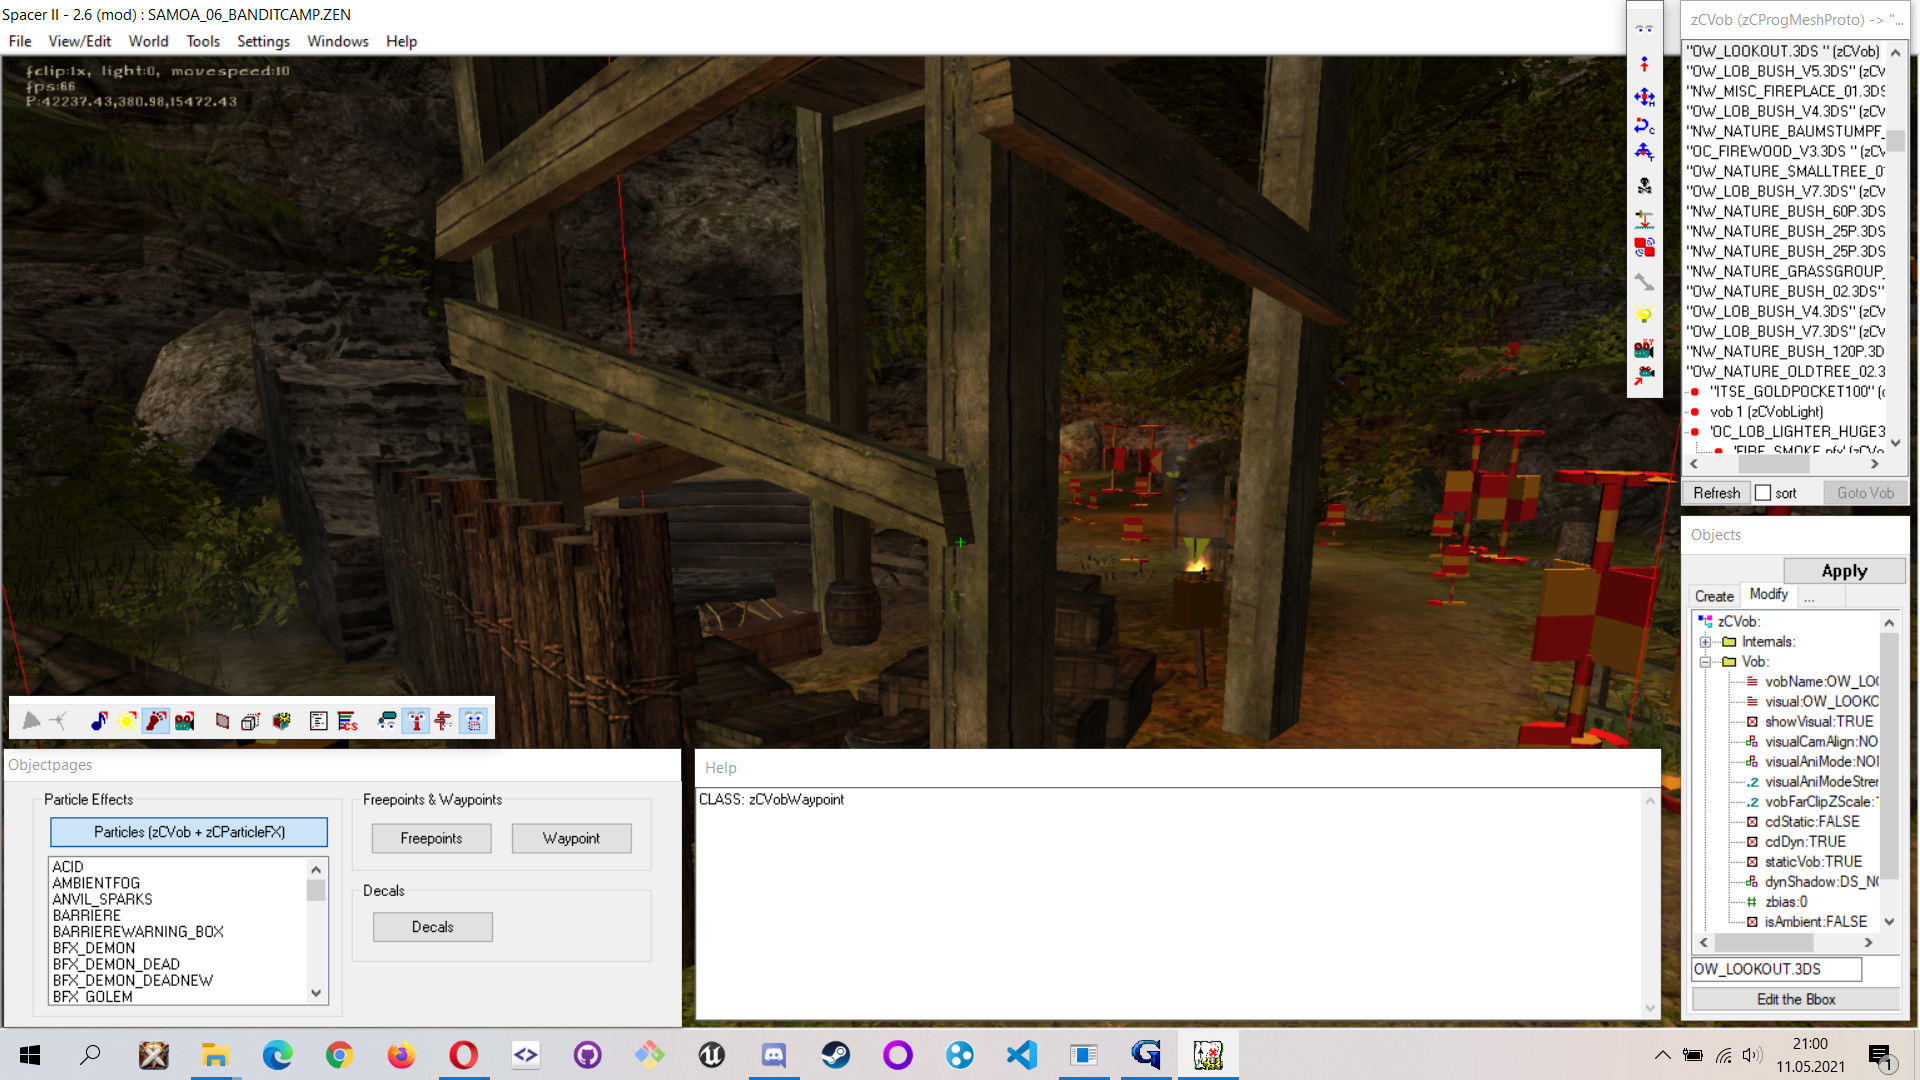 Spacer II - 2.6 (mod) : SAMOA_06_BANDITCAMP.ZEN
File View/Edit World Tools Settings Windows Help
fclip:1x, light:0, movespeed:10
fps:66
P:42237.43,380.98,15472.43
zCVob (zCProgMeshProto) -> "...
"OW_LOOKOUT.3DS " (zCVob)
"OW_LOB_BUSH_V5.3DS" (zCV
"NW_MISC_FIREPLACE_01.3DS
"OW_LOB_BUSH_V4.3DS" (zCV
"NW_NATURE_BAUMSTUMPF_
"OC_FIREWOOD_V3.3DS " (zCV
"OW_NATURE_SMALLTREE_0
"OW_LOB_BUSH_V7.3DS" (zCV
"NW_NATURE_BUSH_60P.3DS
"NW_NATURE_BUSH_25P.3DS
"NW_NATURE_BUSH_25P.3DS
"NW_NATURE_GRASSGROUP_
"OW_NATURE_BUSH_02.3DS"
"OW_LOB_BUSH_V4.3DS" (zCV
"OW_LOB_BUSH_V7.3DS" (zCV
"NW_NATURE_BUSH_120P.3D
"OW_NATURE_OLDTREE_02.3
"ITSE_GOLDPOCKET100" (
vob 1 (zCVobLight)
'OC_LOB_LIGHTER_HUGE3
'FIRE_SMOKE.pfx' (zCVo
Refresh sort Goto Vob
Objects
Apply
Create Modify ...
zCVob:
Internals:
Vob:
vobName:OW_LO
visual:OW_LOOKO
showVisual:TRUE
visualCamAlign:NO
visualAniMode:NO
visualAniModeStre
vobFarClipZScale:
cdStatic:FALSE
cdDyn:TRUE
staticVob:TRUE
dynShadow:DS_N
zbias:0
isAmbient:FALSE
OW_LOOKOUT.3DS
Edit the Bbox
Objectpages
Particle Effects
Particles (zCVob + zCParticleFX)
ACID
AMBIENTFOG
ANVIL_SPARKS
BARRIERE
BARRIEREWARNING_BOX
BFX_DEMON
BFX_DEMON_DEAD
BFX_DEMON_DEADNEW
BFX_GOLEM
Freepoints & Waypoints
Freepoints Waypoint
Decals
Decals
Help
CLASS: zCVobWaypoint
21:00
11.05.2021
1